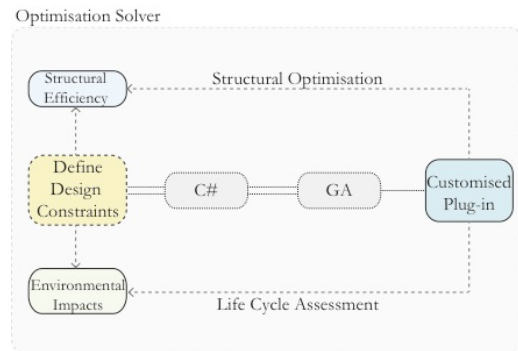 Optimisation Solver
Structural
Efficiency
Structural Optimisation
Define
Design
Constraints
C#
GA
Customised
Plug-in
Environmental
Impacts
Life Cycle Assessment